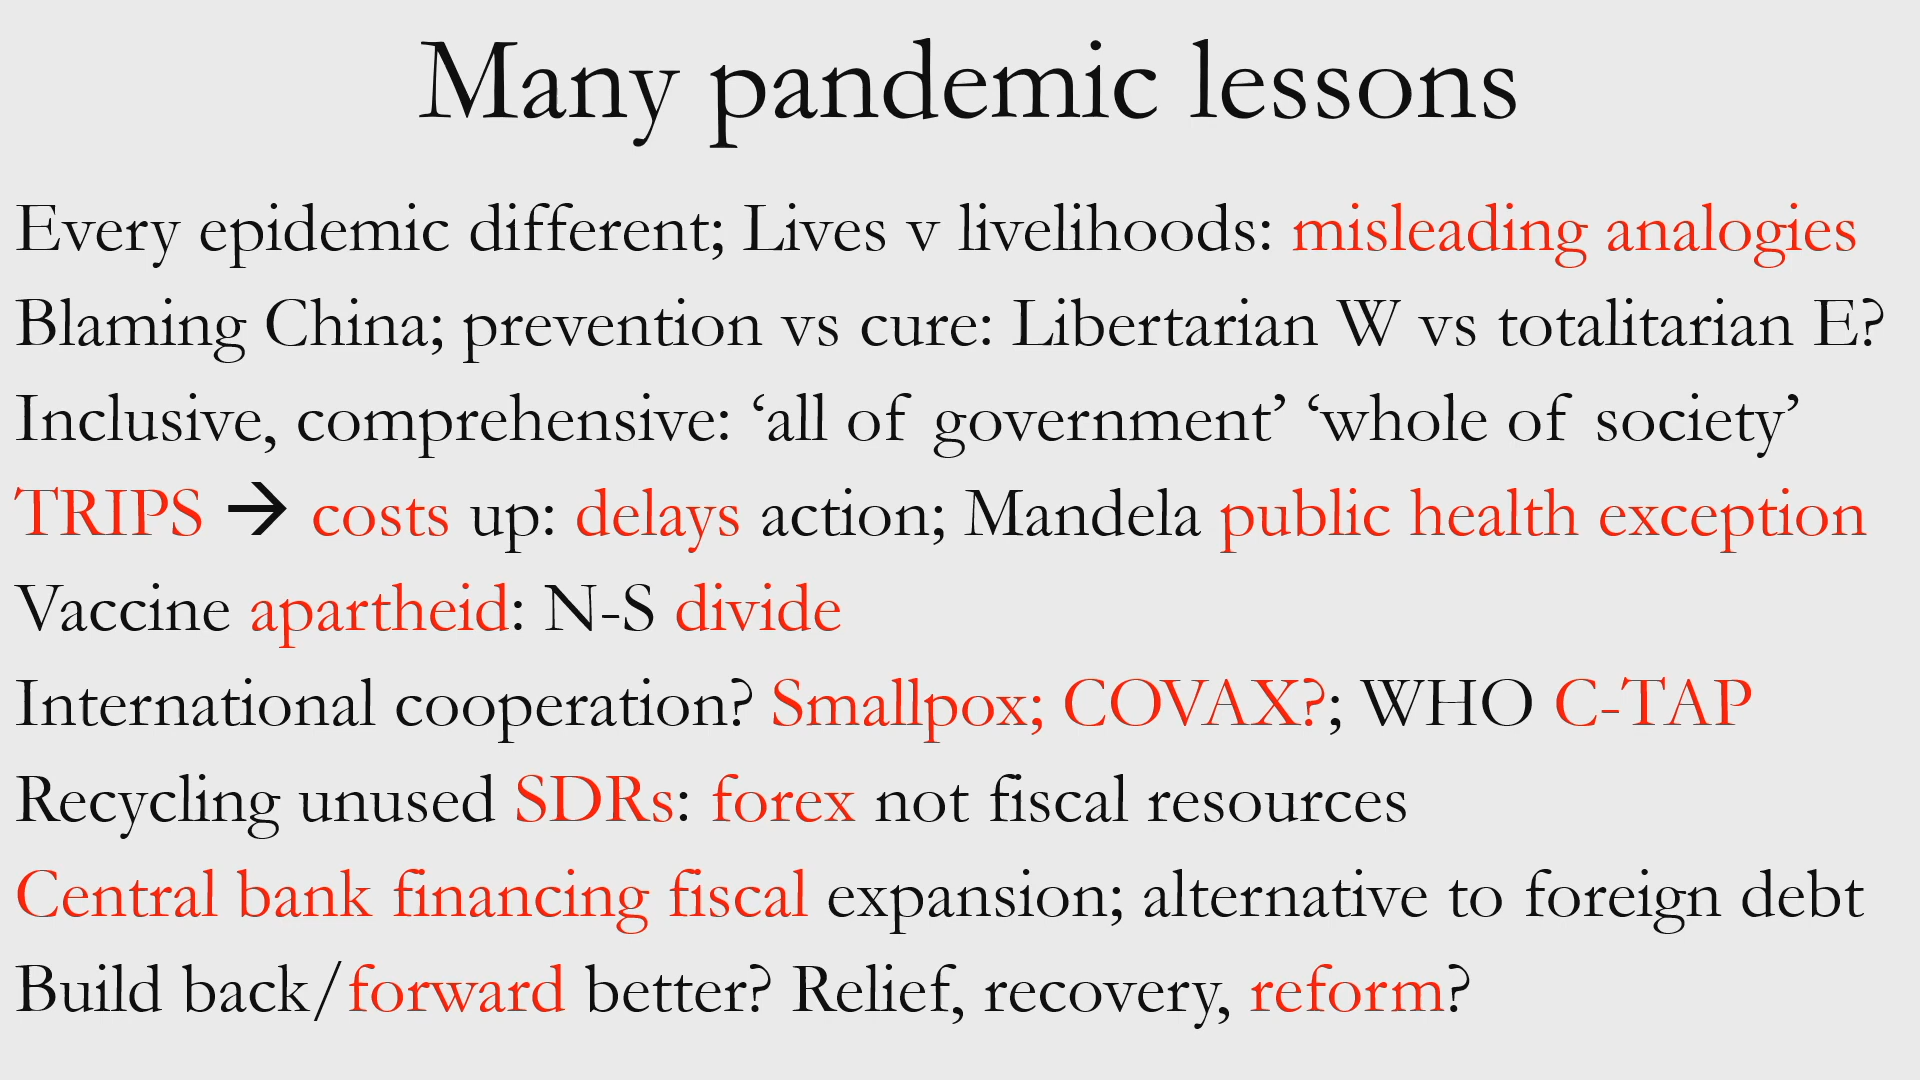 Many pandemic lessons
Every epidemic different; Lives v livelihoods: misleading analogies
Blaming China; prevention vs cure: Libertarian W vs totalitarian E?
Inclusive, comprehensive: ‘all of government’ ‘whole of society’
TRIPS → costs up: delays action; Mandela public health exception
Vaccine apartheid: N-S divide
International cooperation? Smallpox; COVAX?; WHO C-TAP
Recycling unused SDRs: forex not fiscal resources
Central bank financing fiscal expansion; alternative to foreign debt
Build back/forward better? Relief, recovery, reform?